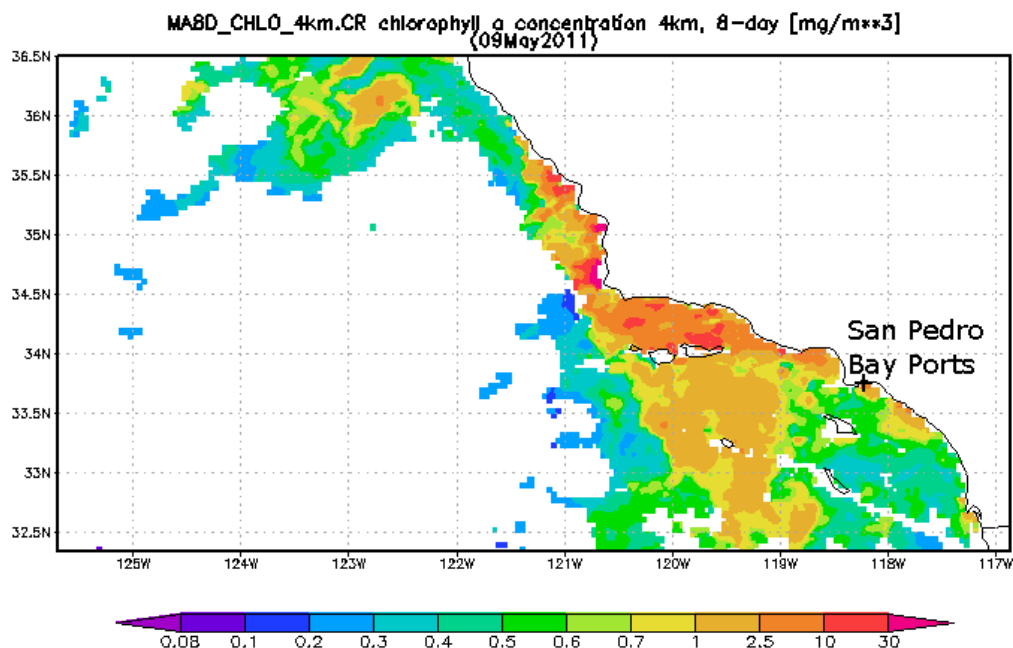 MA8D_CHLO_4km.CR chlorophyll a concentration 4km, 8-day [mg/m**3]
(09May2011)
36.5N
36N
35.5N
35N
34.5N
34N
33.5N
33N
32.5N
San Pedro
Bay Ports
125W 124W 123W 122W 121W 120W 119W 118W 117W
0.08 0.1 0.2 0.3 0.4 0.5 0.6 0.7 1 2.5 10 30